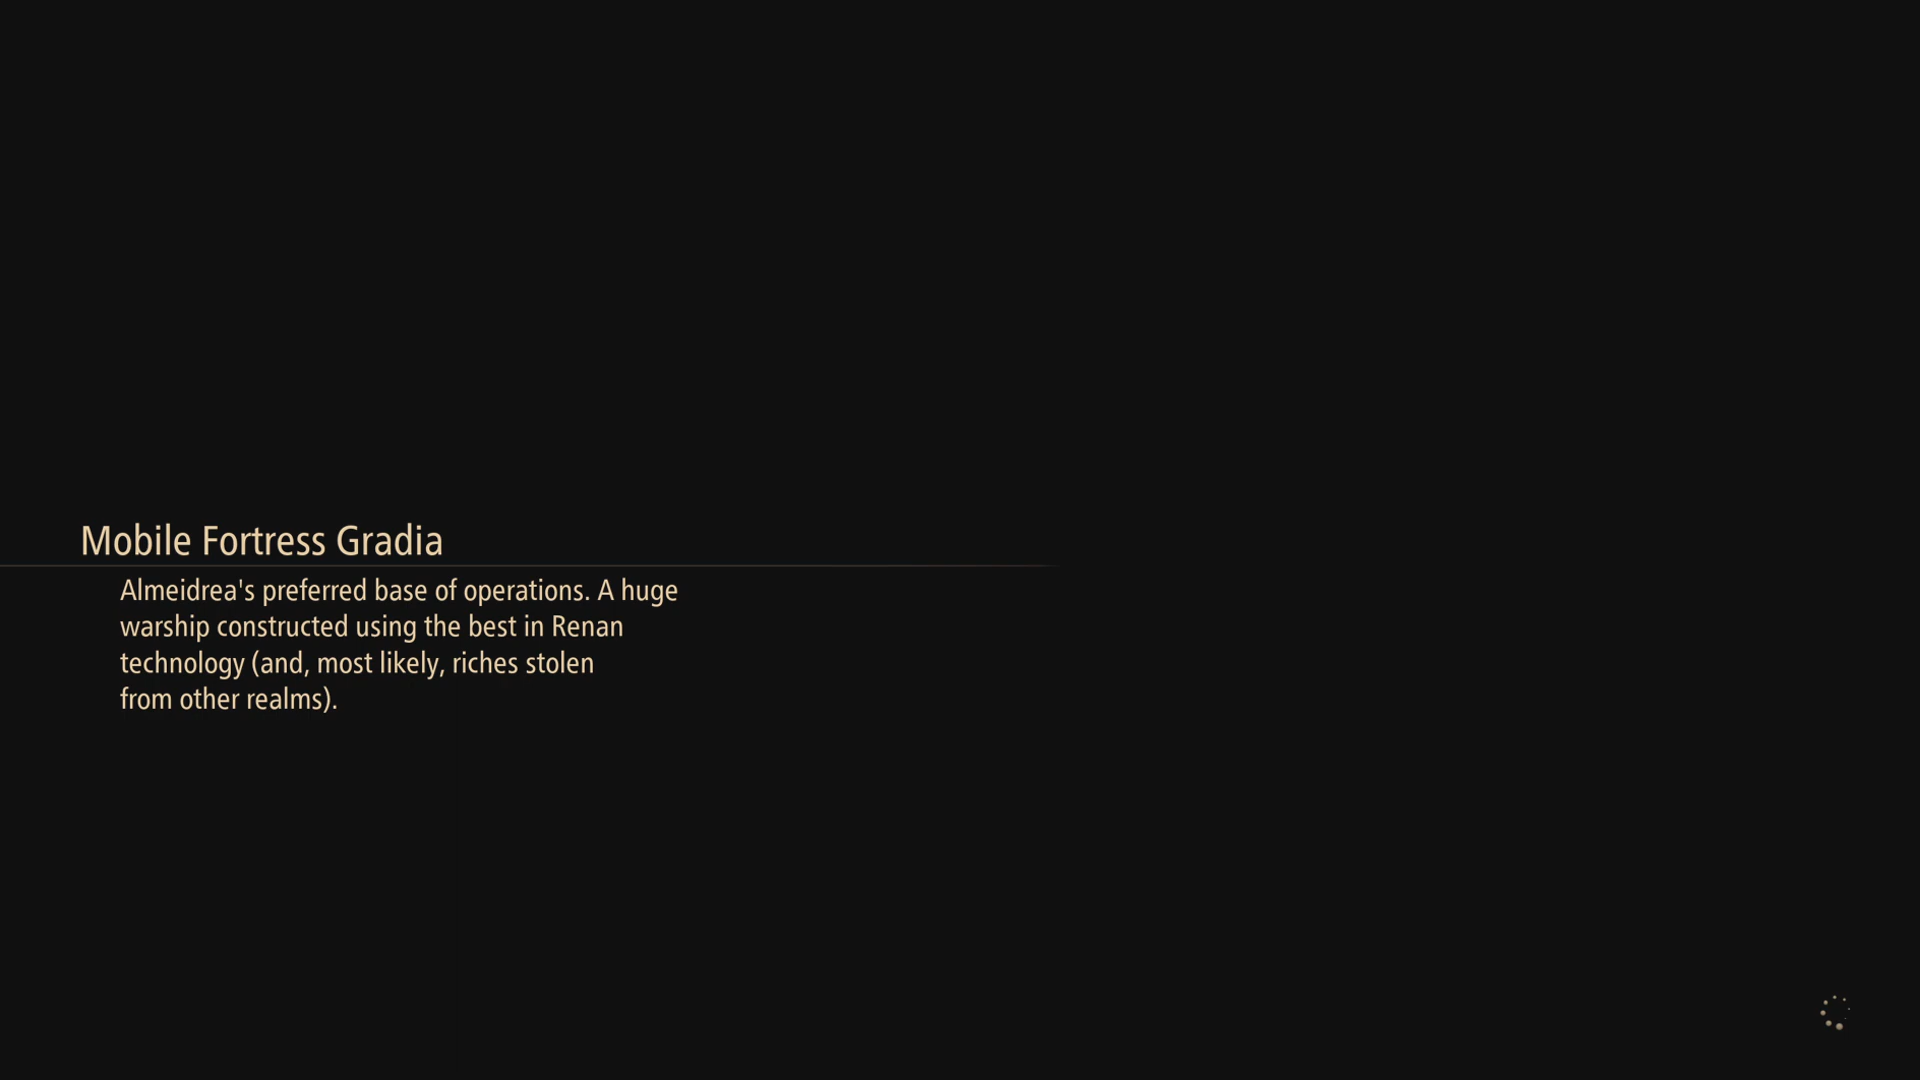 Mobile Fortress Gradia
Almeidrea's preferred base of operations. A huge
warship constructed using the best in Renan
technology (and, most likely, riches stolen
from other realms).